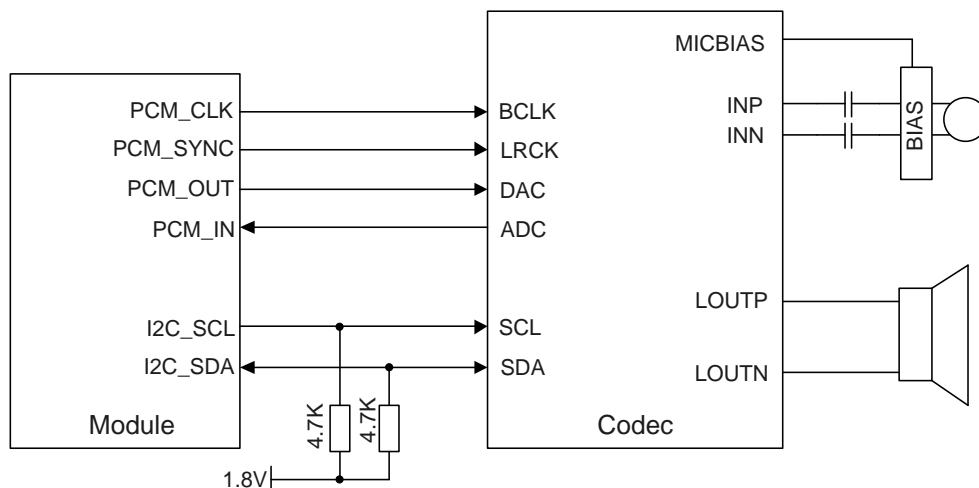 MICBIAS
PCM_CLK
BCLK
INP
BIAS
PCM_SYNC
LRCK
INN
PCM_OUT
DAC
PCM_IN
ADC
I2C_SCL
SCL
LOUTP
I2C_SDA
SDA
LOUTN
4.7K
4.7K
Module
Codec
1.8V